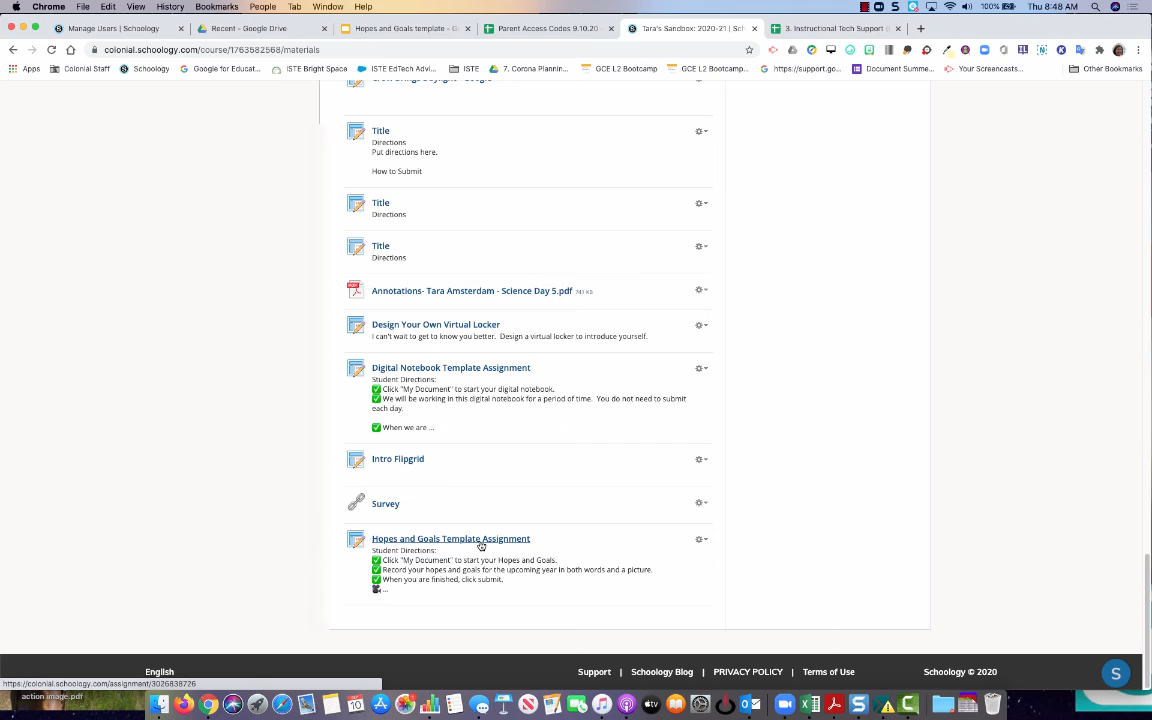 Chrome File Edit View History Bookmarks People Tab Window Help 100% Thu 8:48 AM
Manage Users | Schoology Recent - Google Drive Hopes and Goals template - G Parent Access Codes 9.10.20 Tara's Sandbox: 2020-21 | Sch 3. Instructional Tech Support (
colonial.schoology.com/course/1763582568/materials
Apps Colonial Staff Schoology Google for Educat... ISTE Bright Space ISTE EdTech Advi... ISTE 7. Corona Plannin... GCE L2 Bootcamp GCE L2 Bootcamp https://support.go... Document Summe... Your Screencasts... Other Bookmarks
Title
Directions
Put directions here.
How to Submit
Title
Directions
Title
Directions
Annotations- Tara Amsterdam - Science Day 5.pdf 741 KB
Design Your Own Virtual Locker
I can't wait to get to know you better. Design a virtual locker to introduce yourself.
Digital Notebook Template Assignment
Student Directions:
✅ Click "My Document" to start your digital notebook.
✅ We will be working in this digital notebook for a period of time. You do not need to submit
each day.
✅ When we are ...
Intro Flipgrid
Survey
Hopes and Goals Template Assignment
Student Directions:
✅ Click "My Document" to start your Hopes and Goals.
✅ Record your hopes and goals for the upcoming year in both words and a picture.
✅ When you are finished, click submit.
🎥 ...
English Support | Schoology Blog | PRIVACY POLICY | Terms of Use Schoology © 2020
S
https://colonial.schoology.com/assignment/3026838726
action image.pdf